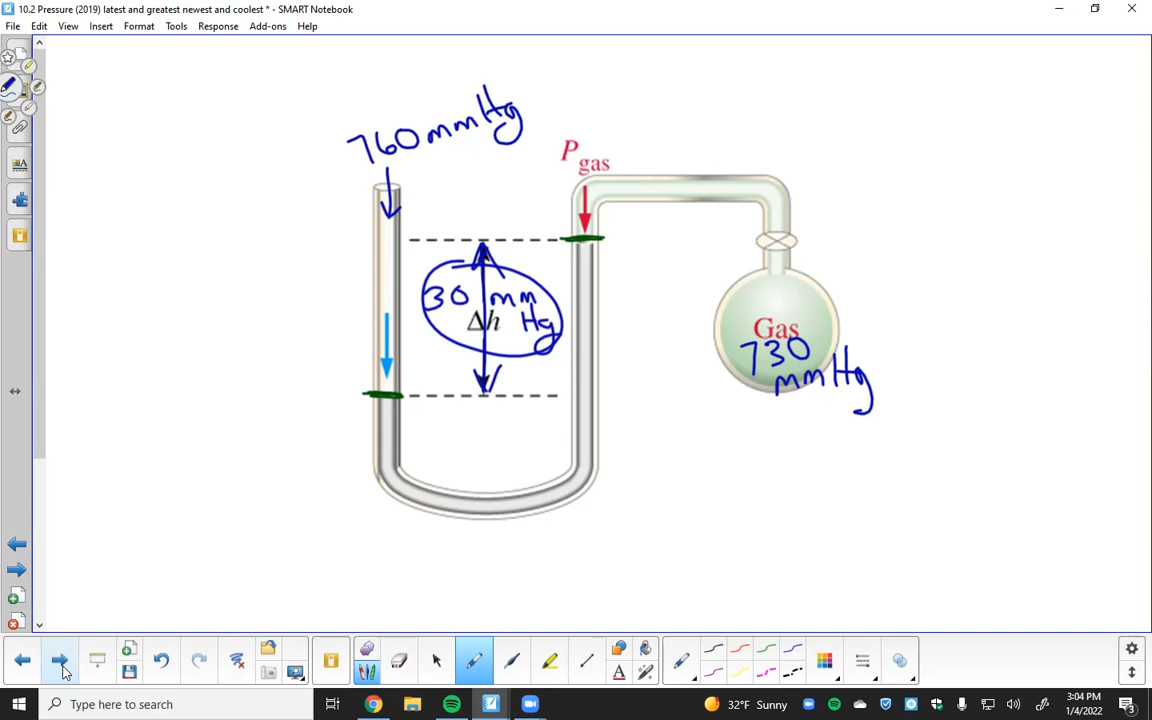 10.2 Pressure (2019) latest and greatest newest and coolest * - SMART Notebook
File Edit View Insert Format Tools Response Add-ons Help
760 mmHg
P gas
30 mm
Hg
Δh
Gas
730
mmHg
Type here to search
32°F Sunny
3:04 PM
1/4/2022
3